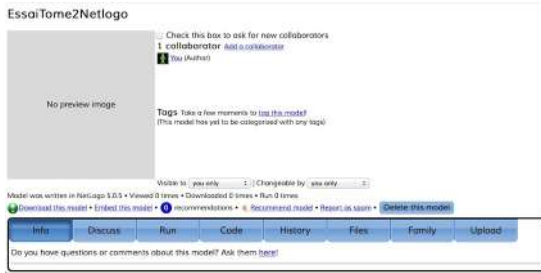 EssaiTome2Netlogo
Check this box to ask for new collaborators
1 collaborator Add a collaborator
You (Author)
No preview image
Tags Take a few moments to tag this model!
(This model has yet to be categorized with any tags)
Visible to you only | Changeable by you only
Model was written in NetLogo 5.0.5 • Viewed 0 times • Downloaded 0 times • Run 0 times
Download this model • Embed this model • 0 recommendations • Recommend model • Report as spam • Delete this model
Info Discuss Run Code History Files Family Upload
Do you have questions or comments about this model? Ask them here!